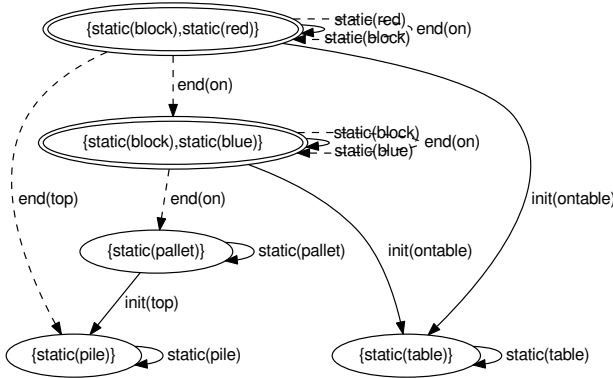 static(red)
{static(block),static(red)}
end(on)
static(block)
end(on)
static(block)
{static(block),static(blue)}
end(on)
static(blue)
end(top)
end(on)
init(ontable)
{static(pallet)}
static(pallet)
init(ontable)
init(top)
{static(pile)}
static(pile)
{static(table)}
static(table)